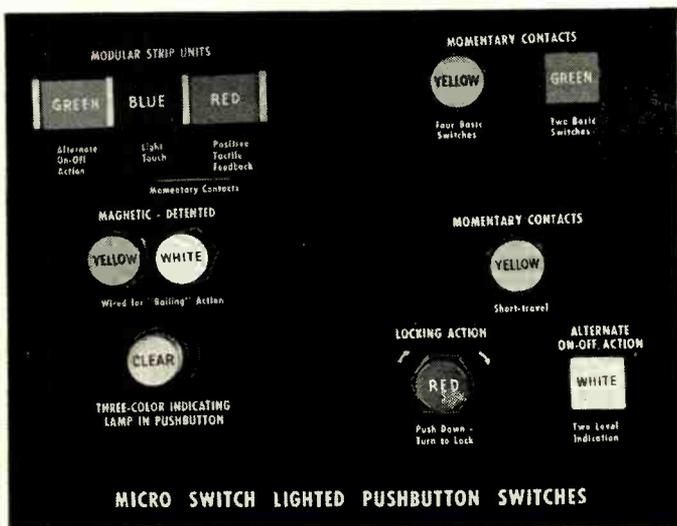 MODULAR STRIP UNITS
GREEN BLUE RED
Alternate On-Off Action
Light Touch
Positive Tactile Feedback
Momentary Contacts
MOMENTARY CONTACTS
YELLOW GREEN
Four Basic Switches
Two Basic Switches
MAGNETIC - DETENTED
YELLOW WHITE
Wired for "Bailing" Action
MOMENTARY CONTACTS
YELLOW
Short-travel
CLEAR
THREE-COLOR INDICATING
LAMP IN PUSHBUTTON
LOCKING ACTION
RED
Push Down -
Turn to Lock
ALTERNATE
ON-OFF ACTION
WHITE
Two Level
Indication
MICRO SWITCH LIGHTED PUSHBUTTON SWITCHES